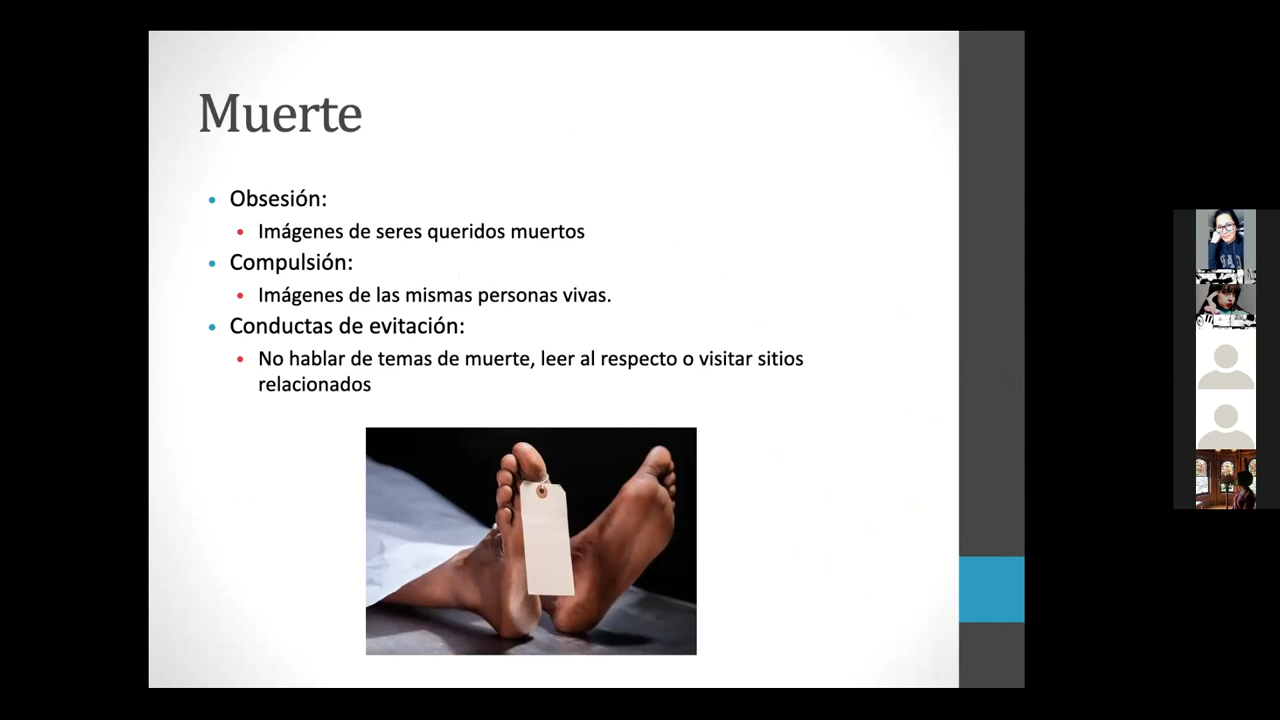 Muerte
Obsesión:
Imágenes de seres queridos muertos
Compulsión:
Imágenes de las mismas personas vivas.
Conductas de evitación:
No hablar de temas de muerte, leer al respecto o visitar sitios
relacionados